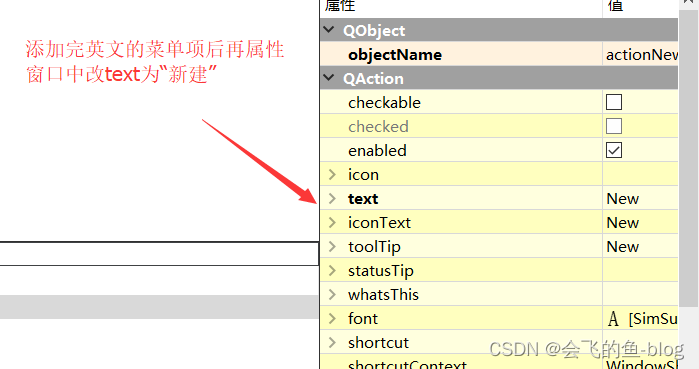 属性 值
添加完英文的菜单项后再属性
窗口中改text为“新建”
QObject
objectName actionNew
QAction
checkable
checked
enabled
icon
text New
iconText New
toolTip New
statusTip
whatsThis
font A [SimSu
shortcut
shortcutContext WindowSh
CSDN @会飞的鱼-blog